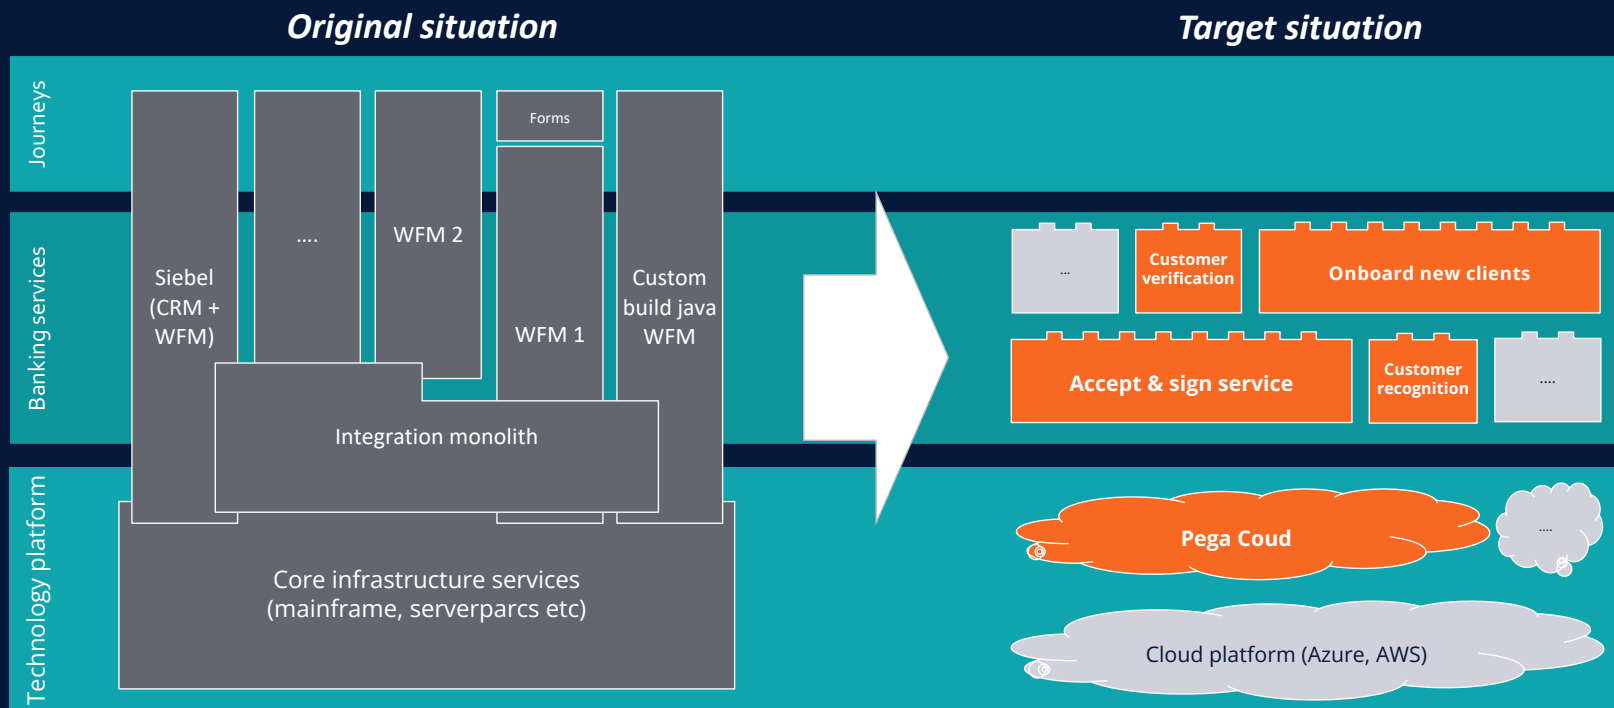 Original situation
Target situation
Journeys
Forms
Banking services
Siebel
(CRM +
WFM)
....
WFM 2
WFM 1
Custom
build java
WFM
Integration monolith
...
Customer
verification
Onboard new clients
Accept & sign service
Customer
recognition
....
Technology platform
Core infrastructure services
(mainframe, serverparcs etc)
Pega Coud
....
Cloud platform (Azure, AWS)